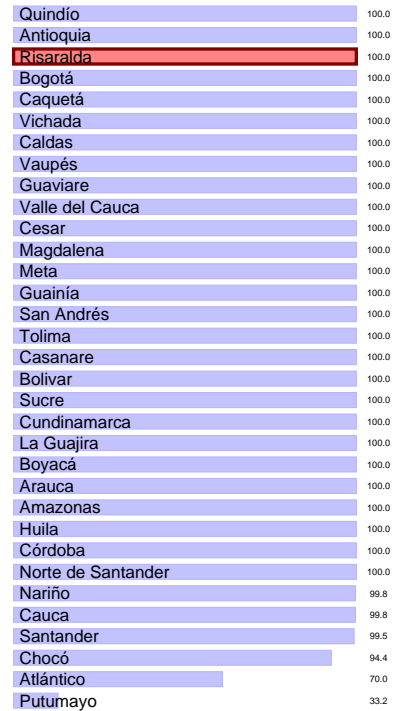 Quindío 100.0
Antioquia 100.0
Risaralda 100.0
Bogotá 100.0
Caquetá 100.0
Vichada 100.0
Caldas 100.0
Vaupés 100.0
Guaviare 100.0
Valle del Cauca 100.0
Cesar 100.0
Magdalena 100.0
Meta 100.0
Guainía 100.0
San Andrés 100.0
Tolima 100.0
Casanare 100.0
Bolivar 100.0
Sucre 100.0
Cundinamarca 100.0
La Guajira 100.0
Boyacá 100.0
Arauca 100.0
Amazonas 100.0
Huila 100.0
Córdoba 100.0
Norte de Santander 100.0
Nariño 99.8
Cauca 99.8
Santander 99.5
Chocó 94.4
Atlántico 70.0
Putumayo 33.2